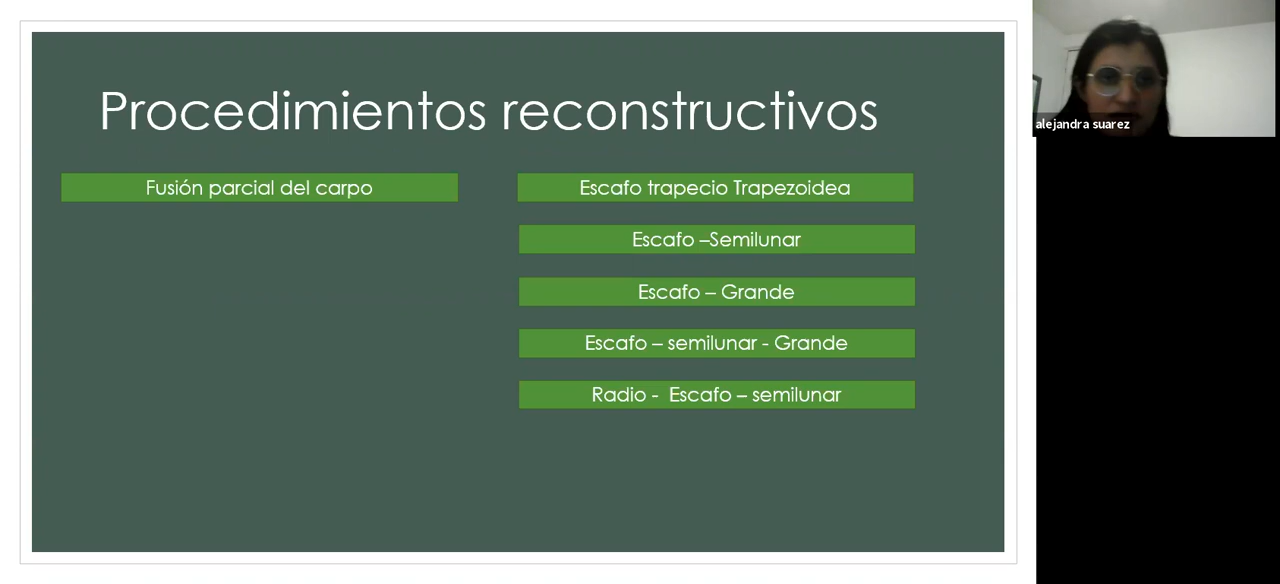 Procedimientos reconstructivos
Fusión parcial del carpo
Escafo trapecio Trapezoidea
Escafo –Semilunar
Escafo – Grande
Escafo – semilunar - Grande
Radio -  Escafo – semilunar
alejandra suarez